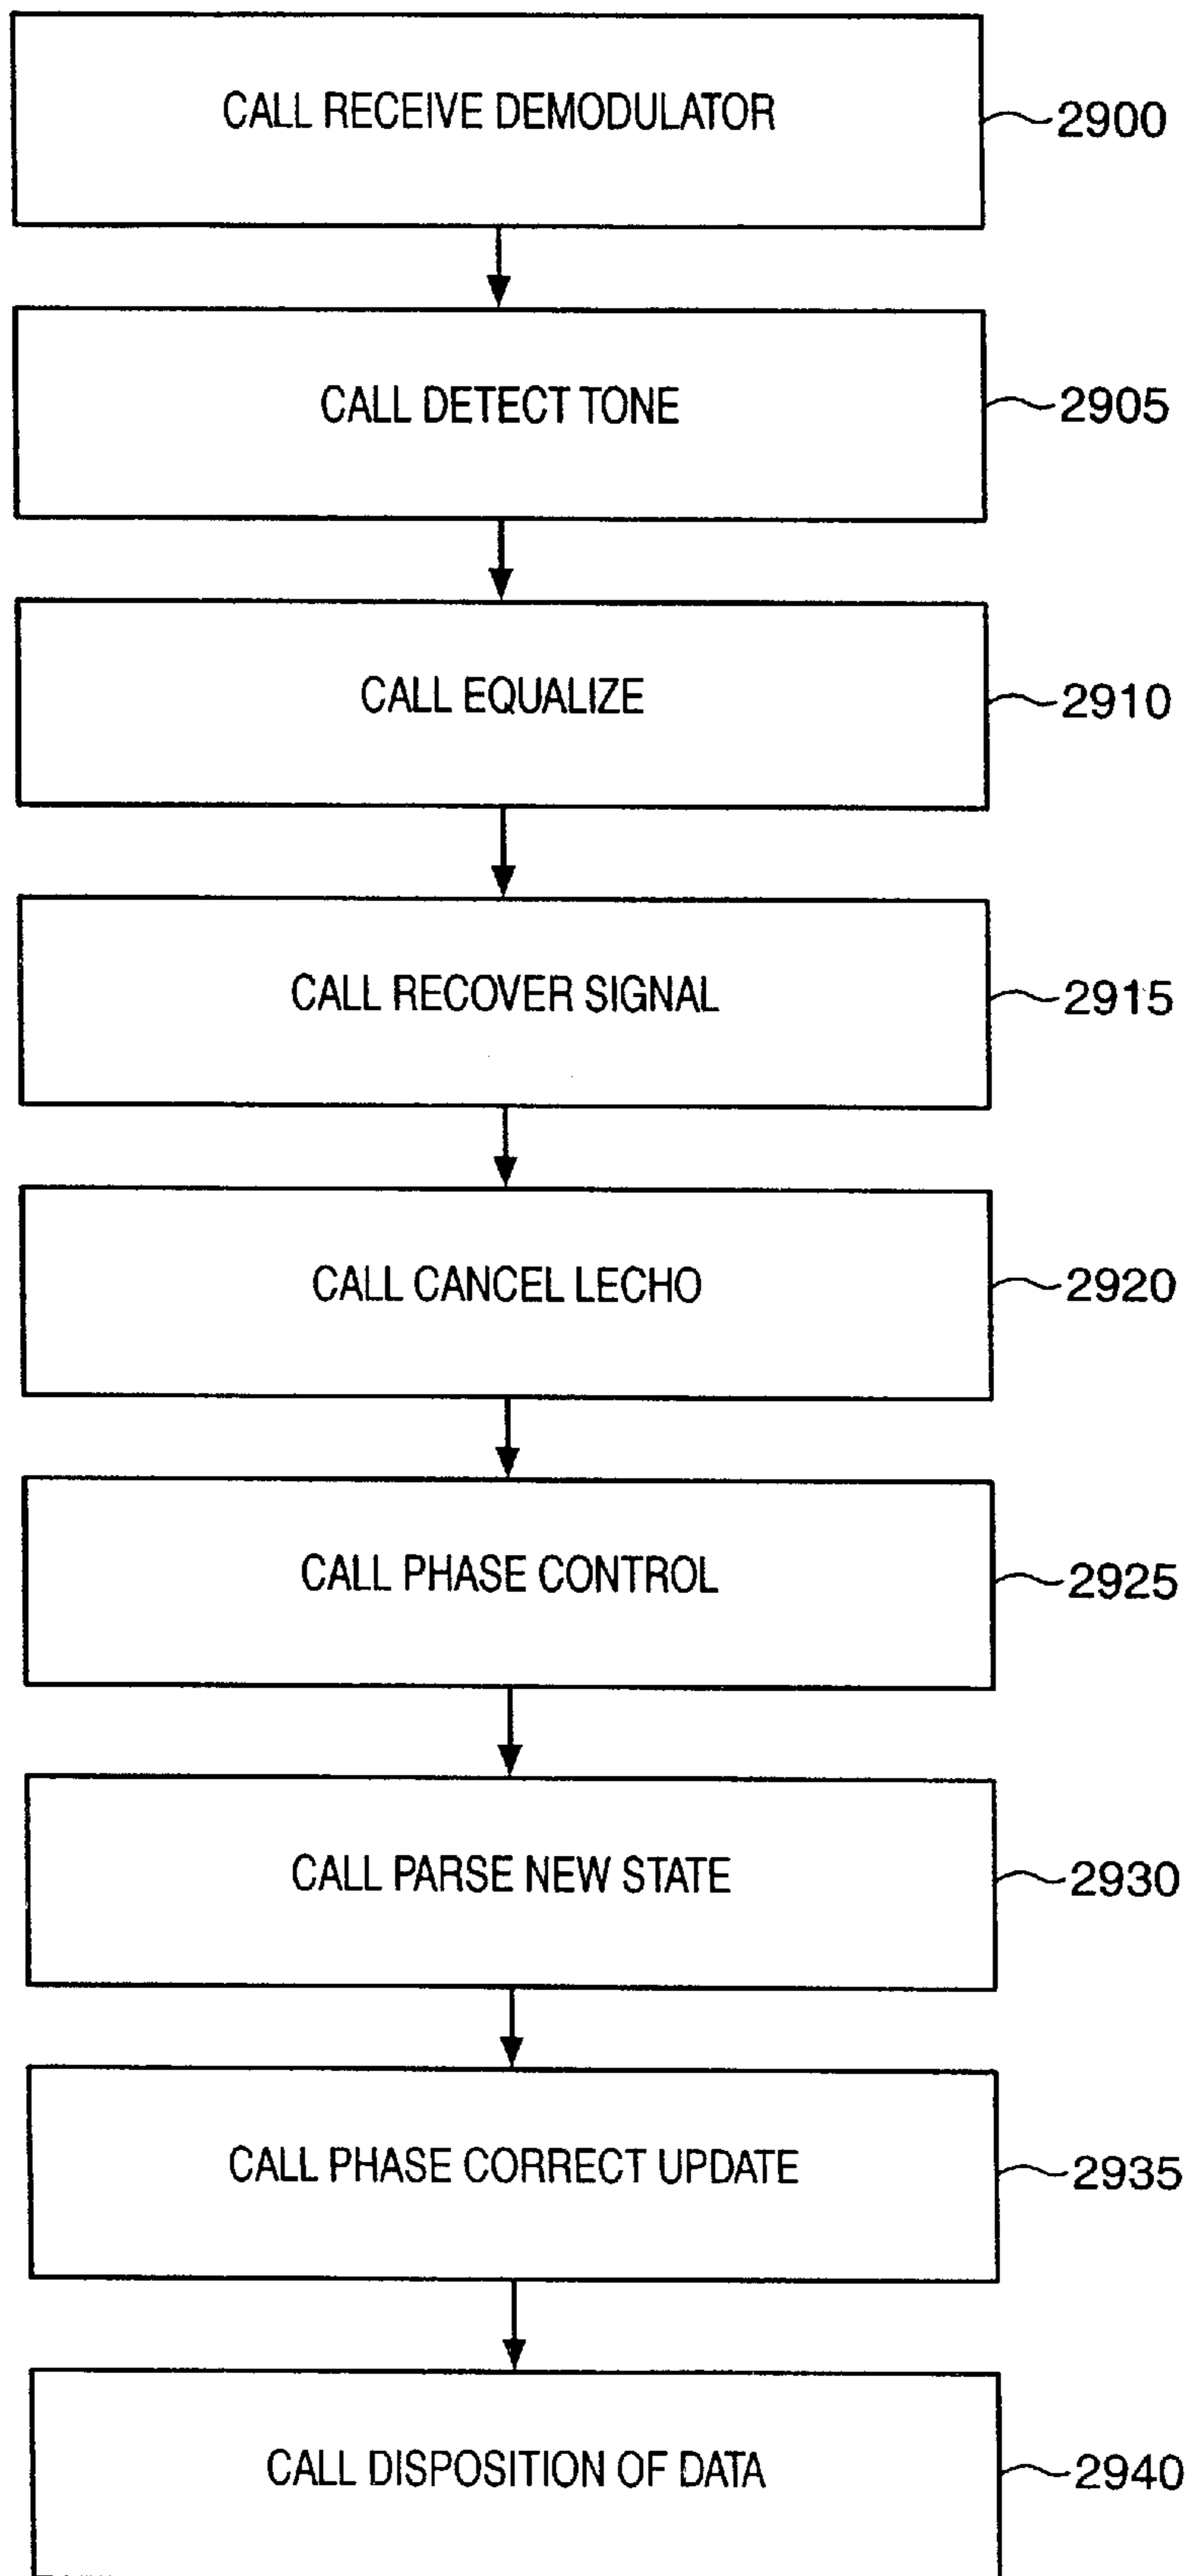 CALL RECEIVE DEMODULATOR
2900
CALL DETECT TONE
2905
CALL EQUALIZE
2910
CALL RECOVER SIGNAL
2915
CALL CANCEL LECHO
2920
CALL PHASE CONTROL
2925
CALL PARSE NEW STATE
2930
CALL PHASE CORRECT UPDATE
2935
CALL DISPOSITION OF DATA
2940